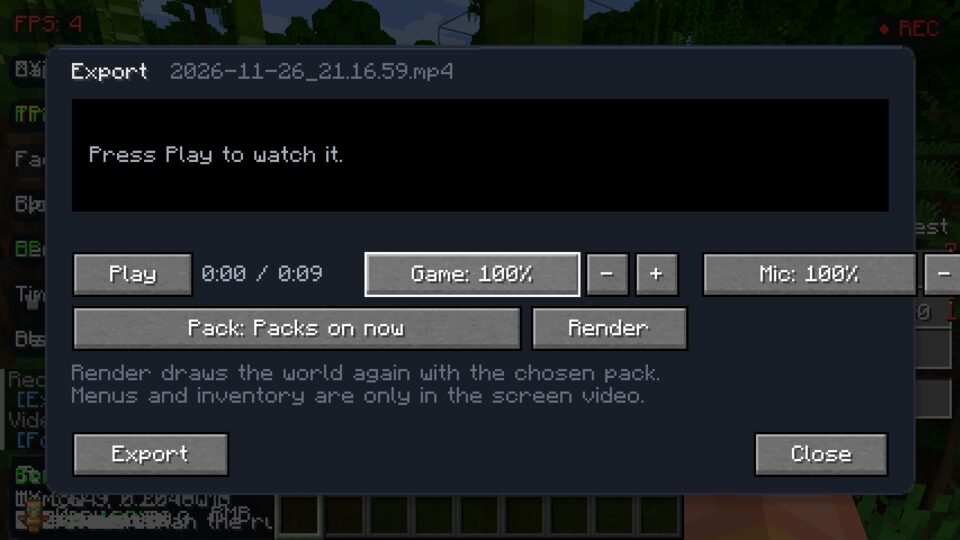 FPS: 4
REC
Export 2026-11-26_21.16.59.mp4
Press Play to watch it.
Play 0:00 / 0:09 Game: 100% - + Mic: 100% -
Pack: Packs on now Render
Render draws the world again with the chosen pack.
Menus and inventory are only in the screen video.
Export Close